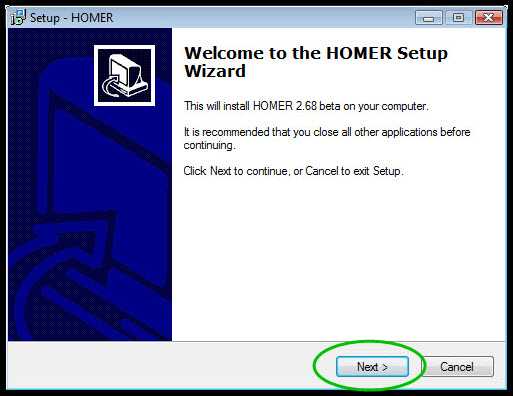 Setup - HOMER
Welcome to the HOMER Setup
Wizard
This will install HOMER 2.68 beta on your computer.
It is recommended that you close all other applications before
continuing.
Click Next to continue, or Cancel to exit Setup.
Next >
Cancel